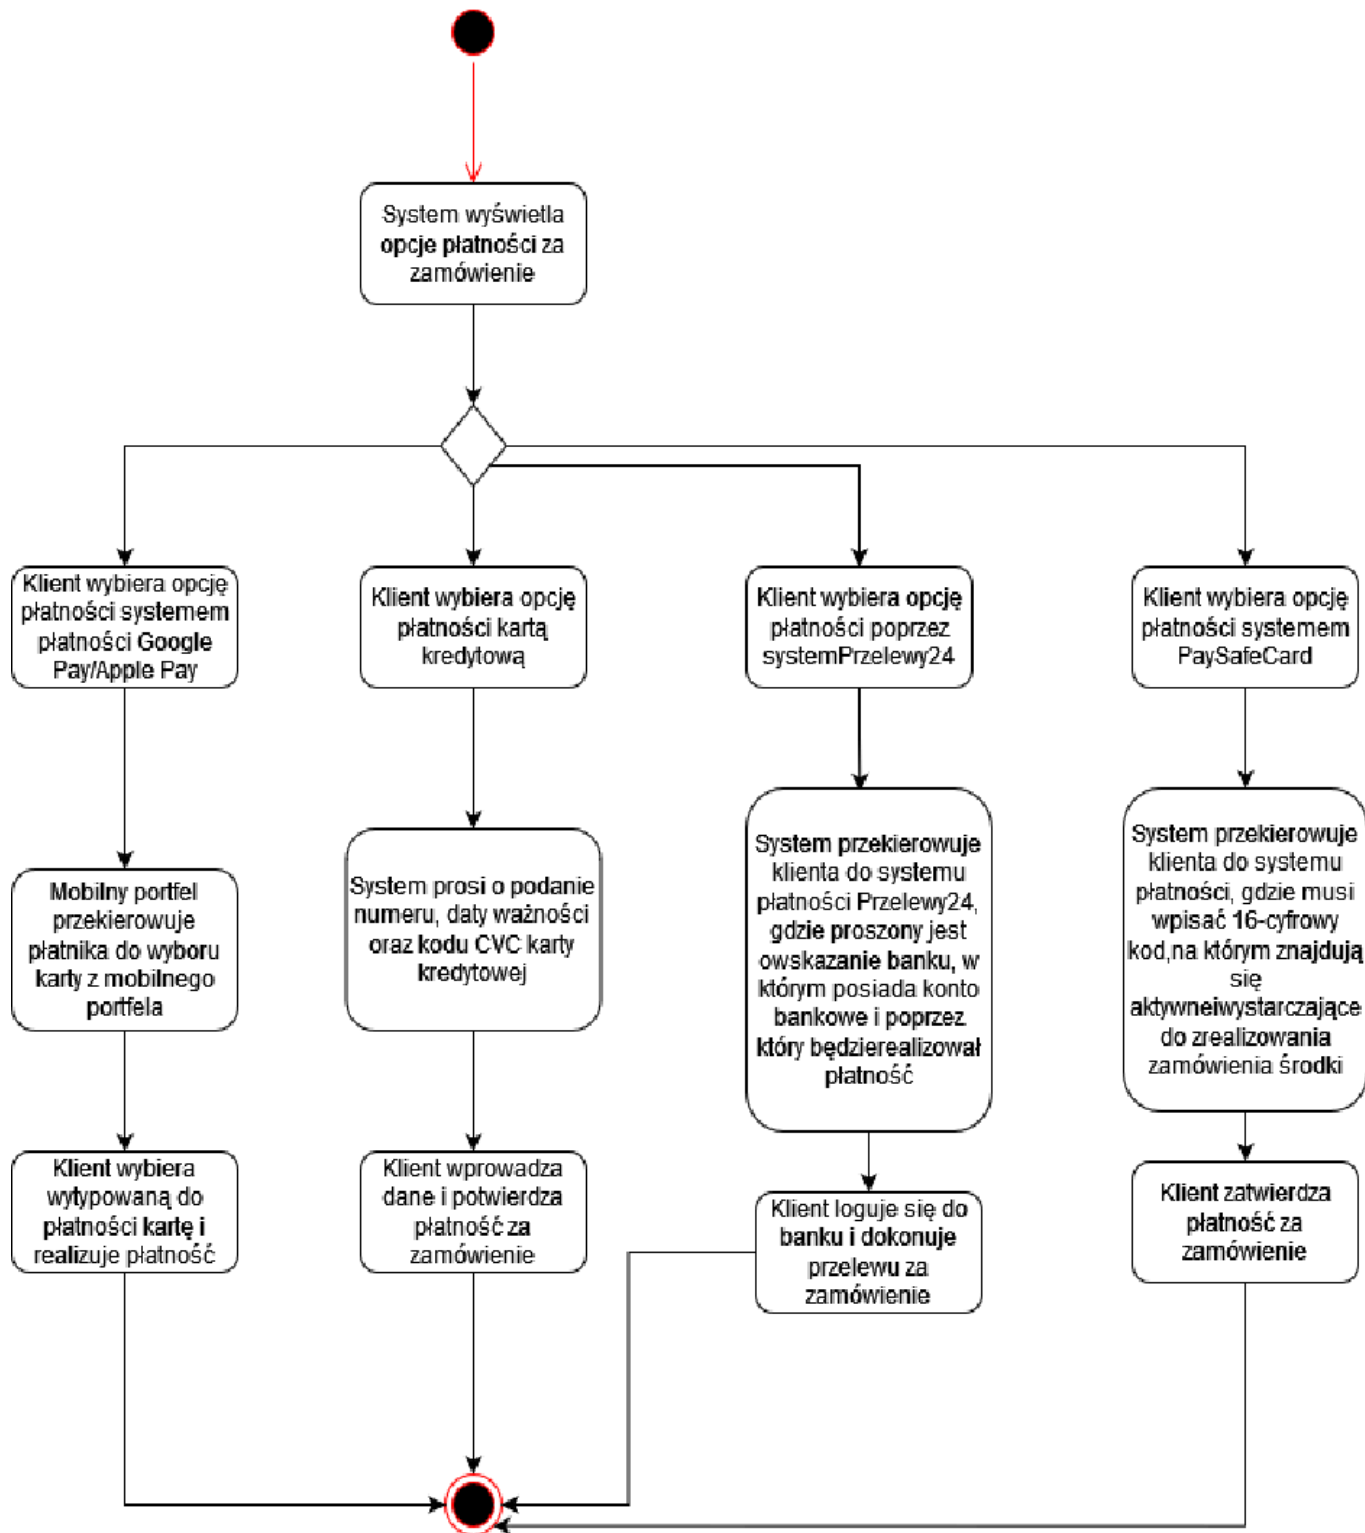 System wyświetla
opcje płatności za
zamówienie
Klient wybiera opcję
płatności systemem
płatności Google
Pay/Apple Pay
Klient wybiera opcję
płatności kartą
kredytową
Klient wybiera opcję
płatności poprzez
systemPrzelewy24
Klient wybiera opcję
płatności systemem
PaySafeCard
Mobilny portfel
przekierowuje
płatnika do wyboru
karty z mobilnego
portfela
System prosi o podanie
numeru, daty ważności
oraz kodu CVC karty
kredytowej
System przekierowuje
klienta do systemu
płatności Przelewy24,
gdzie proszony jest
owskazanie banku, w
którym posiada konto
bankowe i poprzez
który będzierealizował
płatność
System przekierowuje
klienta do systemu
płatności, gdzie musi
wpisać 16-cyfrowy
kod,na którym znajdują
się
aktywneiwystarczające
do zrealizowania
zamówienia środki
Klient wybiera
wytypowaną do
płatności kartę i
realizuje płatność
Klient wprowadza
dane i potwierdza
płatność za
zamówienie
Klient loguje się do
banku i dokonuje
przelewu za
zamówienie
Klient zatwierdza
płatność za
zamówienie